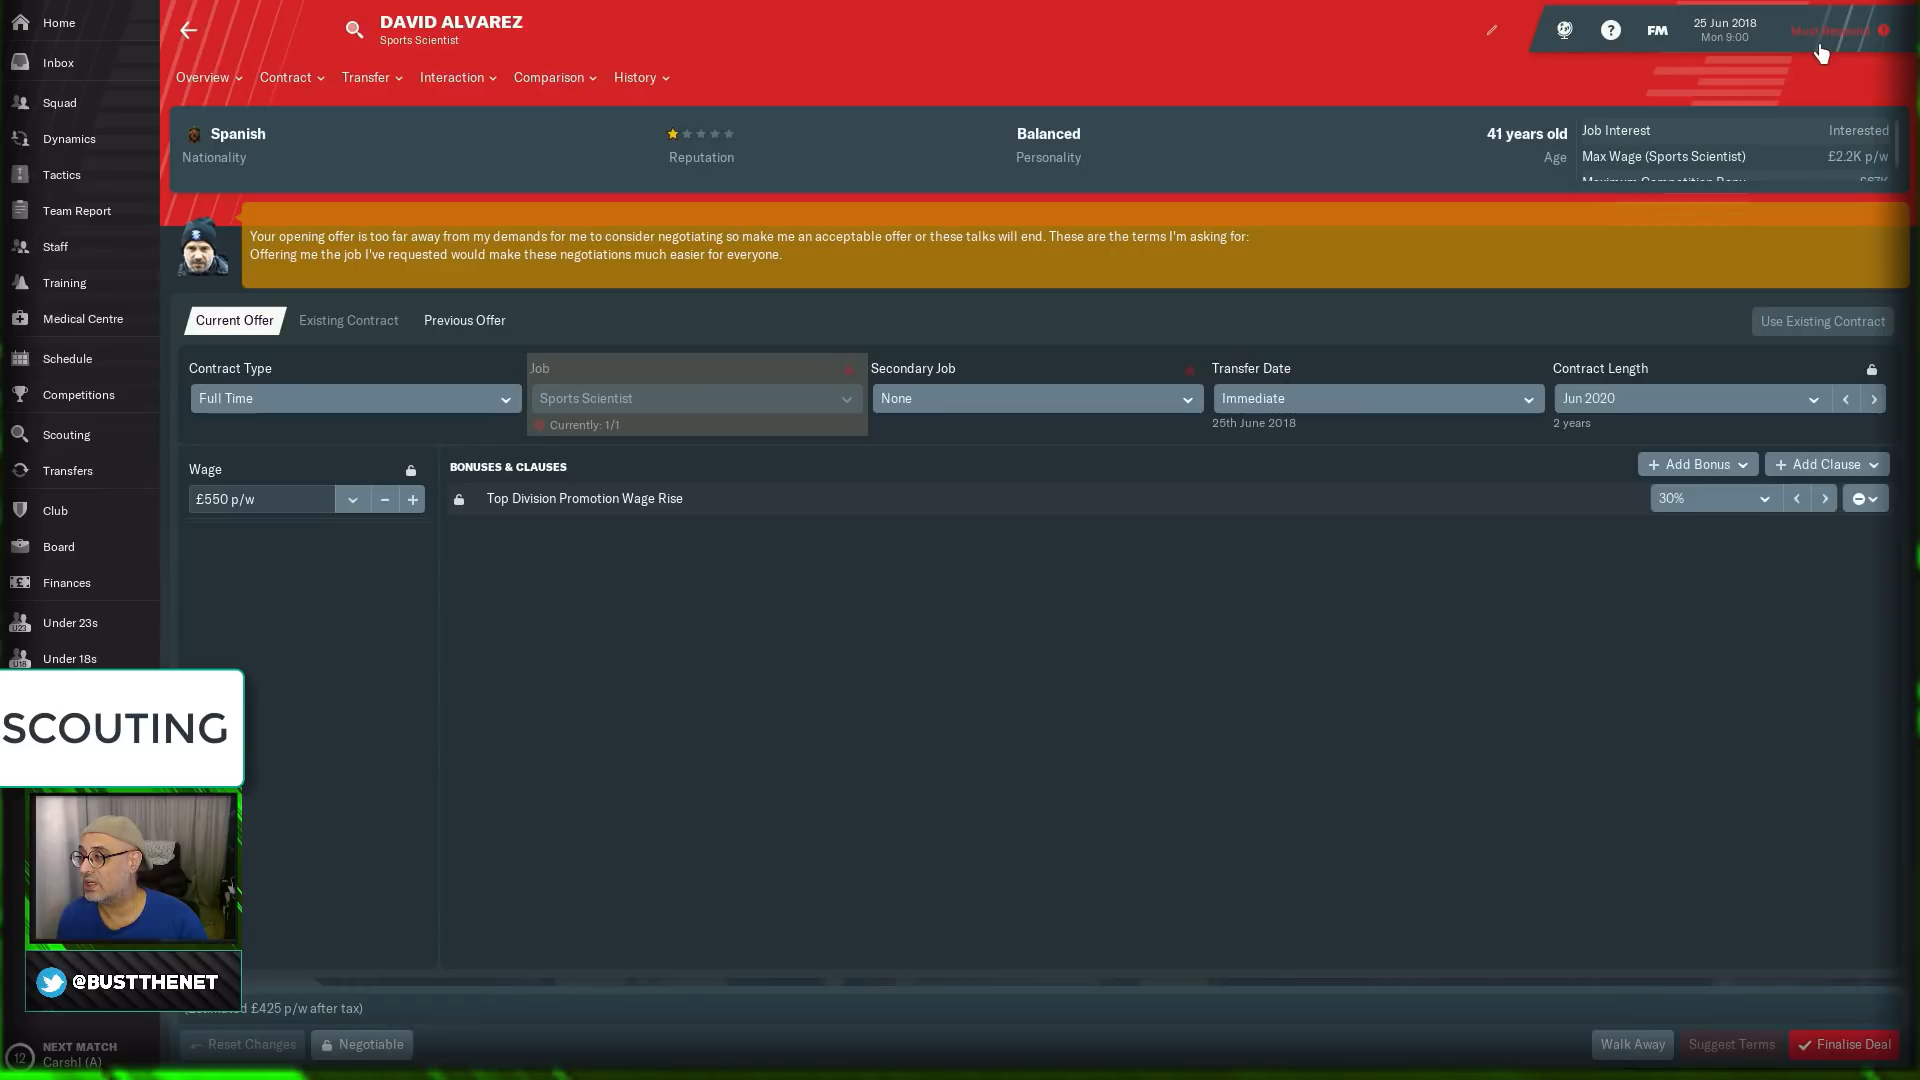 Home
Inbox
Squad
Dynamics
Tactics
Team Report
Staff
Training
Medical Centre
Schedule
Competitions
Scouting
Transfers
Club
Board
Finances
Under 23s
Under 18s
SCOUTING
@BUSTTHENET
NEXT MATCH
12
Carshl (A)
DAVID ALVAREZ
Sports Scientist
FM
25 Jun 2018
Mon 9:00
Must Respond
Overview
Contract
Transfer
Interaction
Comparison
History
Spanish
Nationality
Reputation
Balanced
Personality
41 years old
Age
Job Interest Interested
Max Wage (Sports Scientist) £2.2K p/w
Maximum Competition Bonu £67K
Your opening offer is too far away from my demands for me to consider negotiating so make me an acceptable offer or these talks will end. These are the terms I'm asking for:
Offering me the job I've requested would make these negotiations much easier for everyone.
Current Offer
Existing Contract
Previous Offer
Use Existing Contract
Contract Type
Full Time
Job
Sports Scientist
Currently: 1/1
Secondary Job
None
Transfer Date
Immediate
25th June 2018
Contract Length
Jun 2020
2 years
Wage
£550 p/w
BONUSES & CLAUSES
Add Bonus
Add Clause
Top Division Promotion Wage Rise
30%
£425 p/w after tax)
Reset Changes
Negotiable
Walk Away
Suggest Terms
Finalise Deal